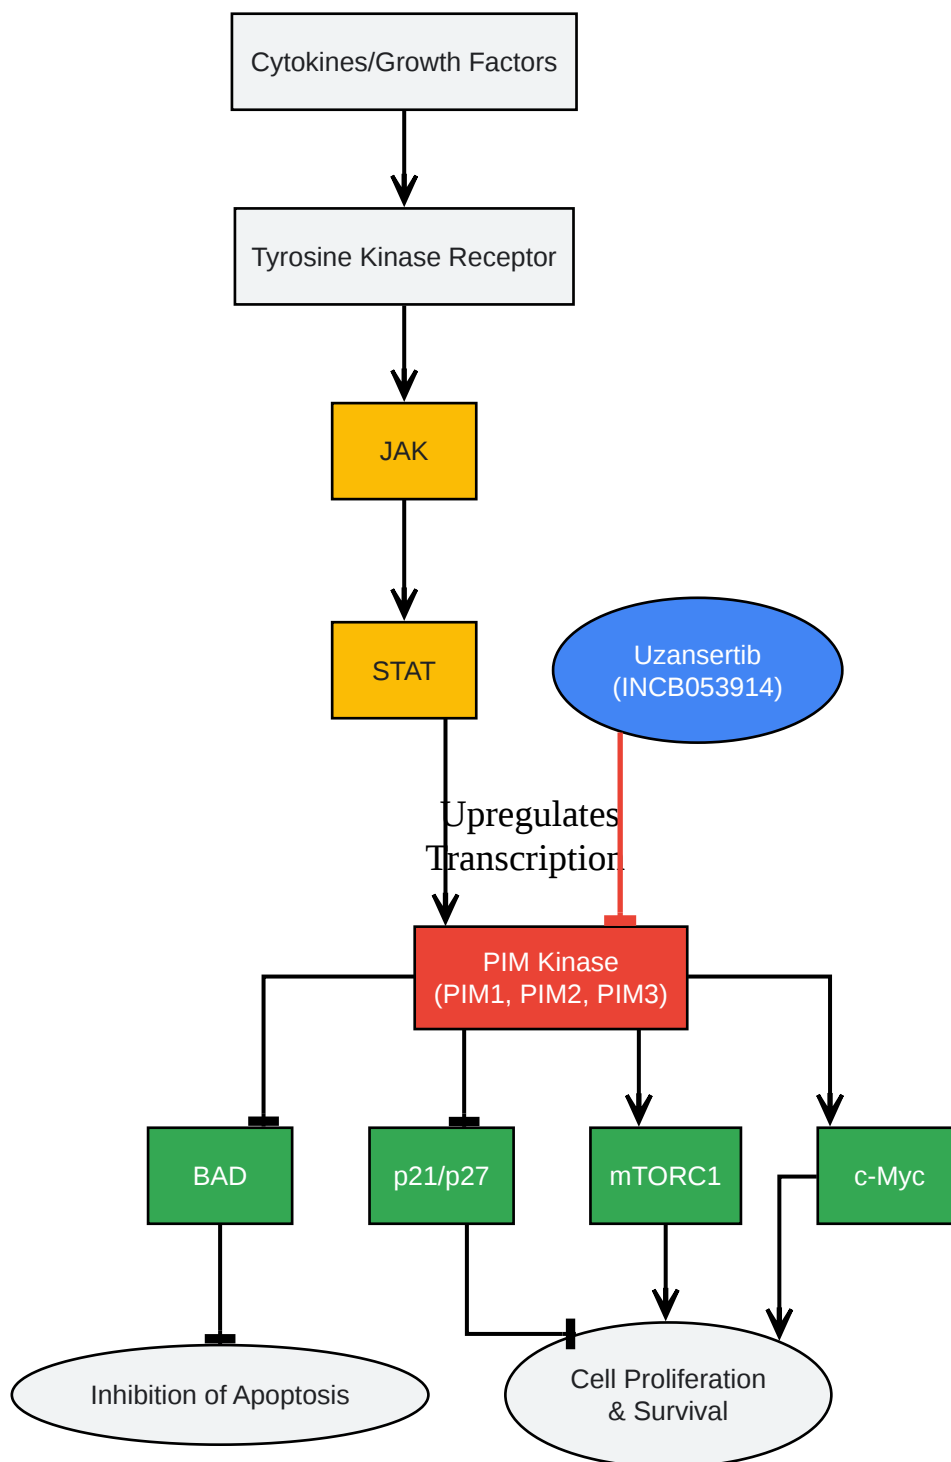 Cytokines/Growth Factors
Tyrosine Kinase Receptor
JAK
STAT
Uzansertib
(INCB053914)
Upregulates
Transcription
PIM Kinase
(PIM1, PIM2, PIM3)
BAD
p21/p27
mTORC1
c-Myc
Inhibition of Apoptosis
Cell Proliferation
& Survival